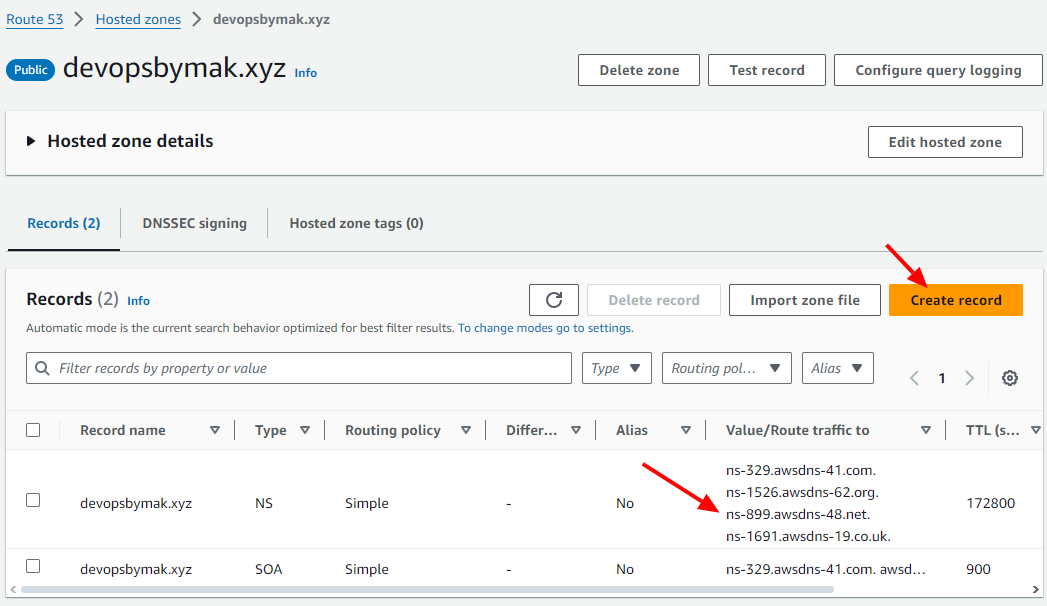 Route 53 > Hosted zones > devopsbymak.xyz
Public devopsbymak.xyz Info
Delete zone
Test record
Configure query logging
Hosted zone details
Edit hosted zone
Records (2)
DNSSEC signing
Hosted zone tags (0)
Records (2) Info
Delete record
Import zone file
Create record
Automatic mode is the current search behavior optimized for best filter results. To change modes go to settings.
Filter records by property or value
Type
Routing pol...
Alias
1
Record name Type Routing policy Differ... Alias Value/Route traffic to TTL (s...
ns-329.awsdns-41.com.
ns-1526.awsdns-62.org.
devopsbymak.xyz NS Simple - No 172800
ns-899.awsdns-48.net.
ns-1691.awsdns-19.co.uk.
devopsbymak.xyz SOA Simple - No ns-329.awsdns-41.com. awsd... 900